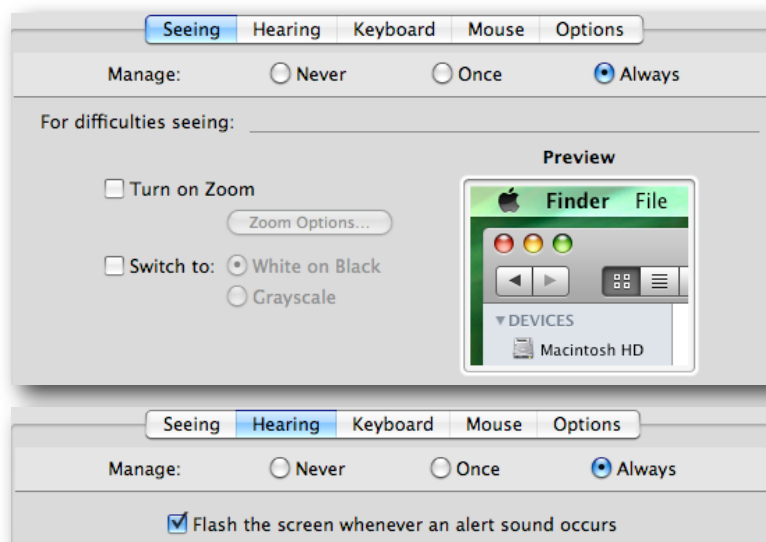 Seeing Hearing Keyboard Mouse Options
Manage: Never Once Always
For difficulties seeing:
Preview
Turn on Zoom
Zoom Options...
Switch to: White on Black
Grayscale
Finder File
DEVICES
Macintosh HD
Seeing Hearing Keyboard Mouse Options
Manage: Never Once Always
Flash the screen whenever an alert sound occurs